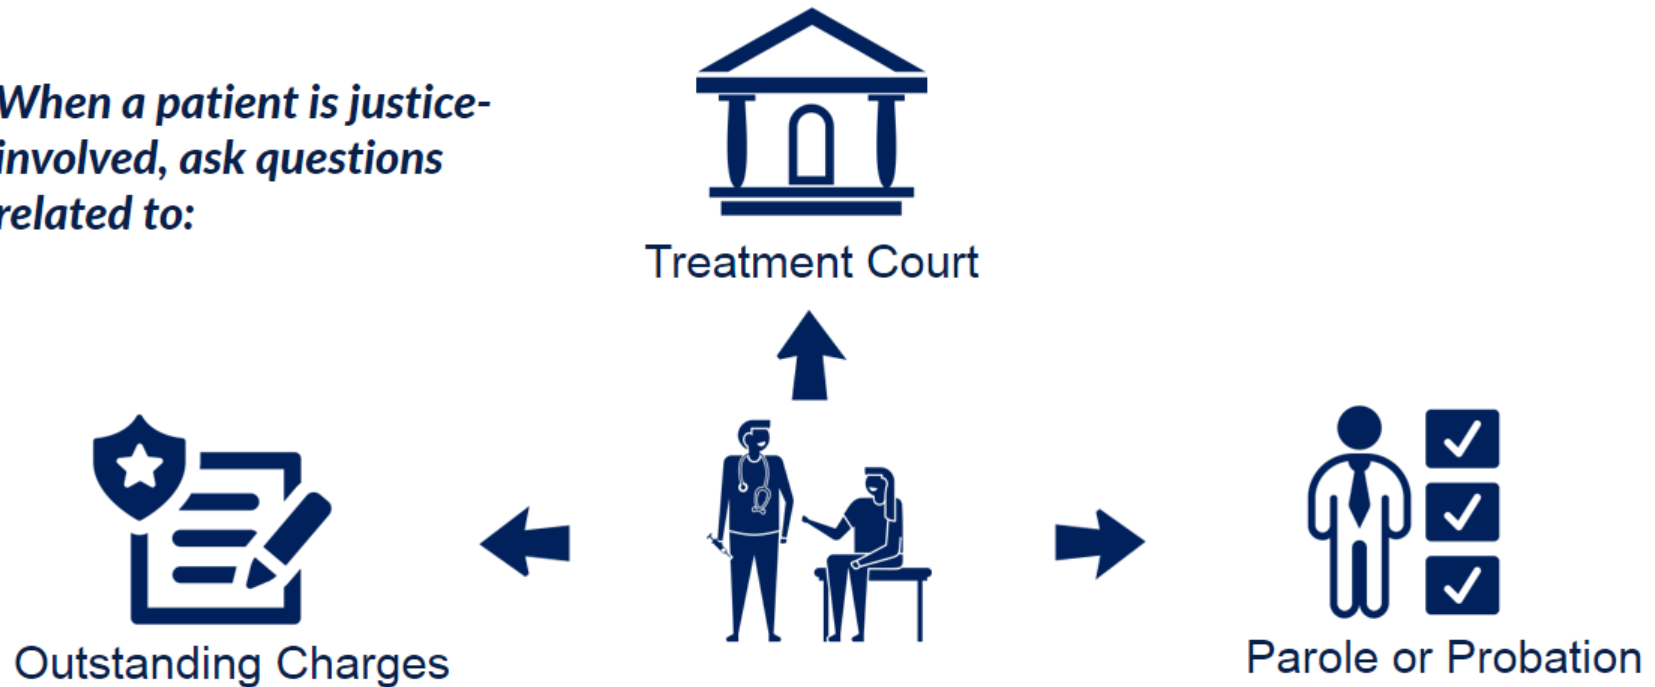 When a patient is justice-
involved, ask questions
related to:
Treatment Court
Outstanding Charges
Parole or Probation